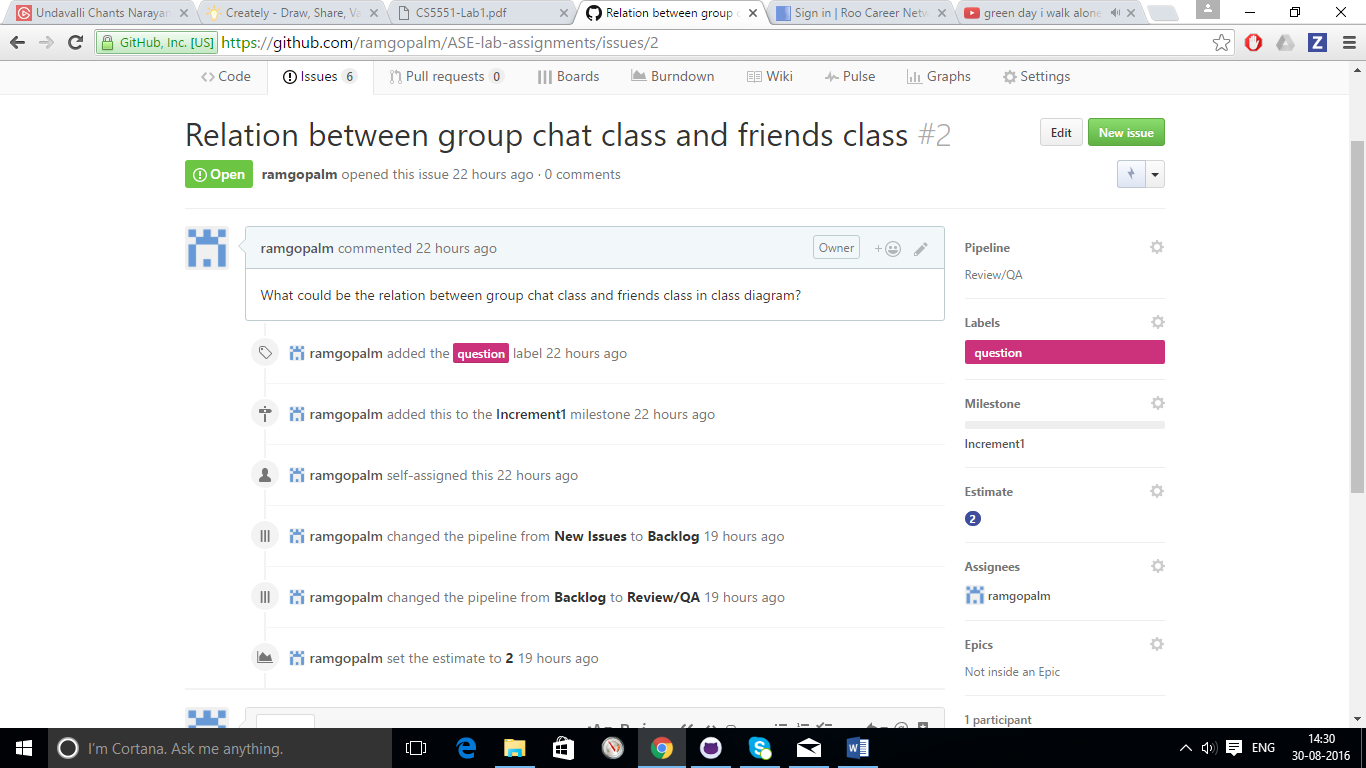 Undavalli Chants Narayan
Creately - Draw, Share, Va
CS5551-Lab1.pdf
Relation between group c
Sign in | Roo Career Netw
green day i walk alone
GitHub, Inc. [US] https://github.com/ramgopalm/ASE-lab-assignments/issues/2
Code Issues 6 Pull requests 0 Boards Burndown Wiki Pulse Graphs Settings
Relation between group chat class and friends class #2
Edit New issue
Open ramgopalm opened this issue 22 hours ago · 0 comments
ramgopalm commented 22 hours ago Owner
What could be the relation between group chat class and friends class in class diagram?
ramgopalm added the question label 22 hours ago
ramgopalm added this to the Increment1 milestone 22 hours ago
ramgopalm self-assigned this 22 hours ago
ramgopalm changed the pipeline from New Issues to Backlog 19 hours ago
ramgopalm changed the pipeline from Backlog to Review/QA 19 hours ago
ramgopalm set the estimate to 2 19 hours ago
Pipeline
Review/QA
Labels
question
Milestone
Increment1
Estimate
2
Assignees
ramgopalm
Epics
Not inside an Epic
1 participant
I'm Cortana. Ask me anything.
ENG
14:30
30-08-2016